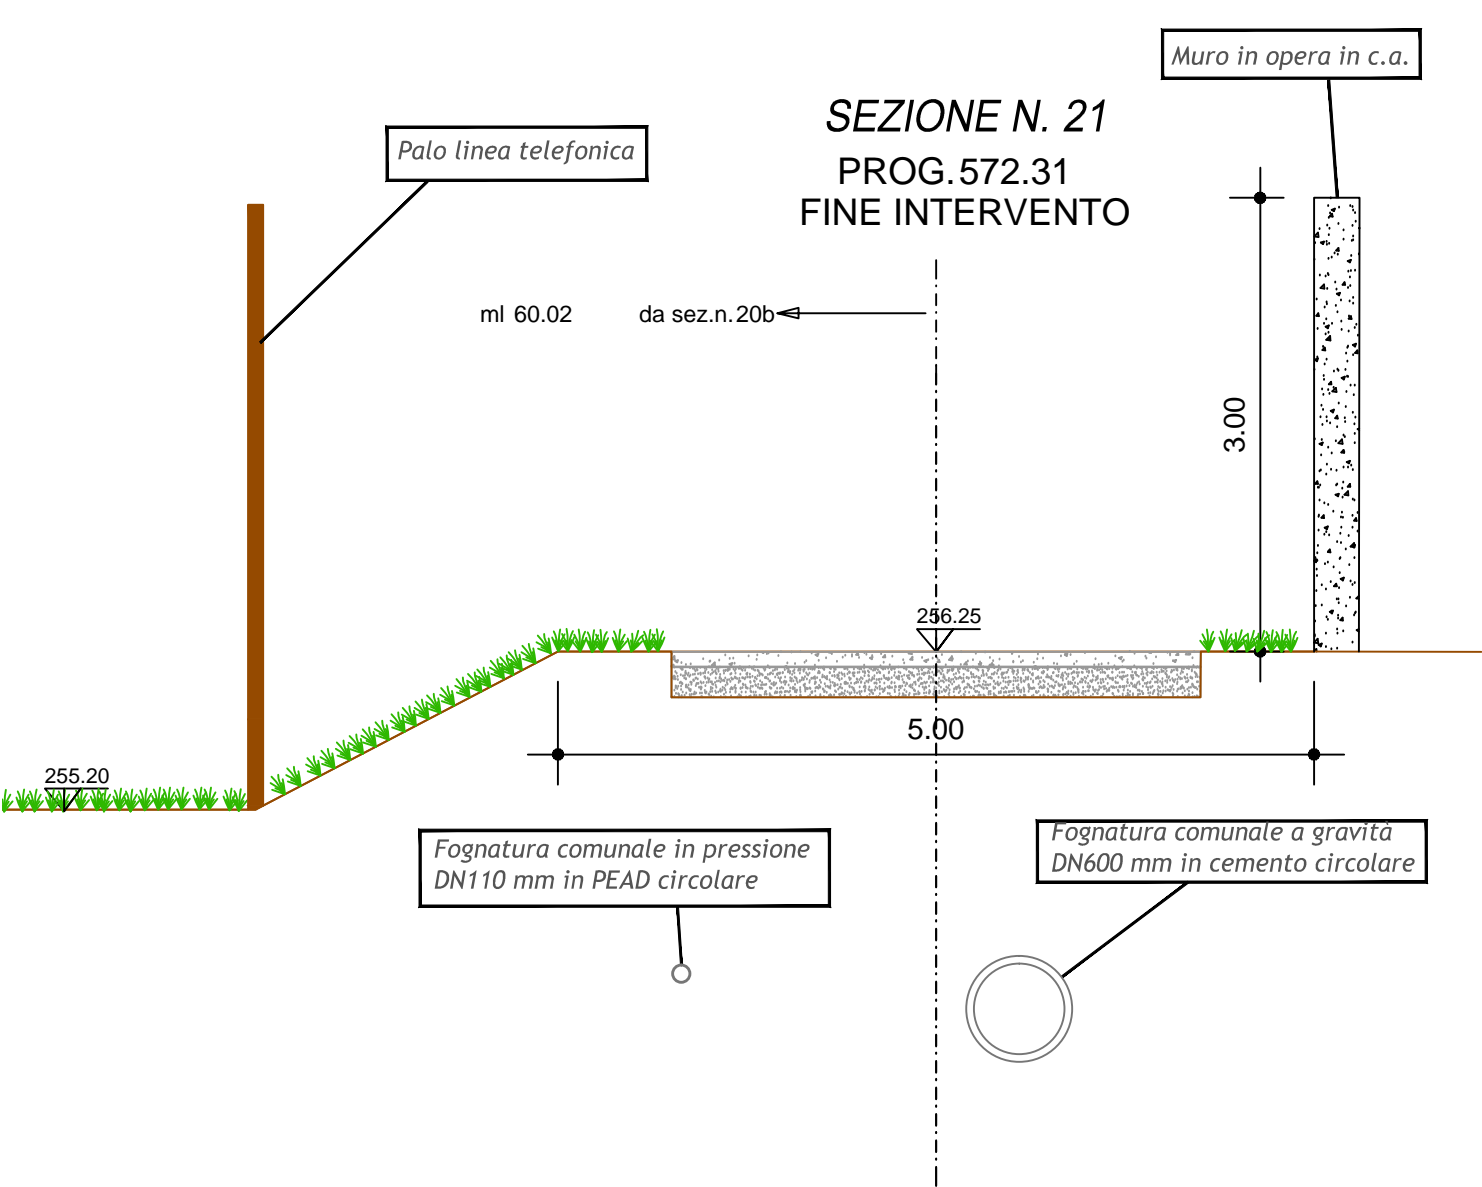 Muro in opera in c.a.
SEZIONE N. 21
Palo linea telefonica
PROG. 572.31
FINE INTERVENTO
ml 60.02 da sez.n. 20b
3.00
256.25
5.00
255.20
Fognatura comunale in pressione
DN110 mm in PEAD circolare
Fognatura comunale a gravità
DN600 mm in cemento circolare